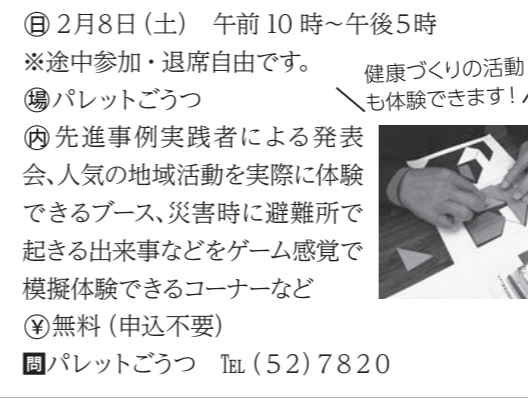 ㊐ 2月8日（土）　午前10時～午後5時
※途中参加・退席自由です。
健康づくりの活動
も体験できます！
㊟パレットごうつ
㊑先進事例実践者による発表
会、人気の地域活動を実際に体験
できるブース、災害時に避難所で
起きる出来事などをゲーム感覚で
模擬体験できるコーナーなど
¥無料（申込不要）
問パレットごうつ　℡（52）7820